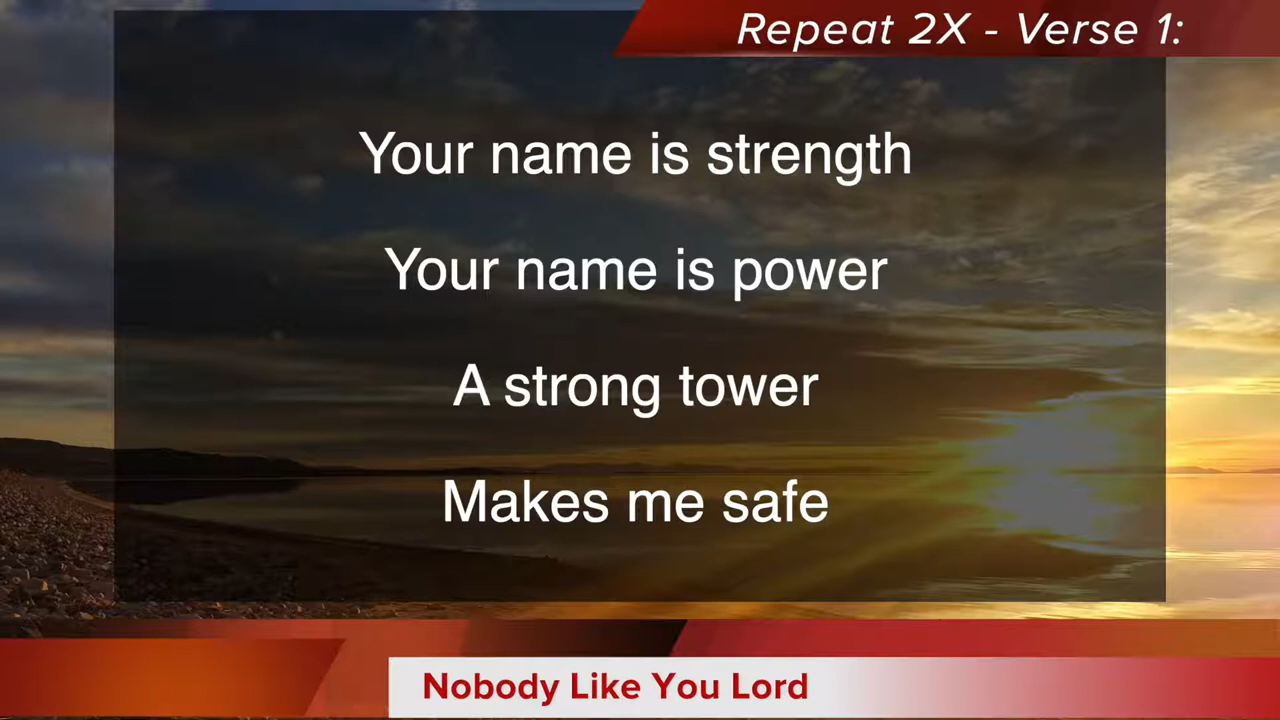 Repeat 2X - Verse 1:
Your name is strength
Your name is power
A strong tower
Makes me safe
Nobody Like You Lord